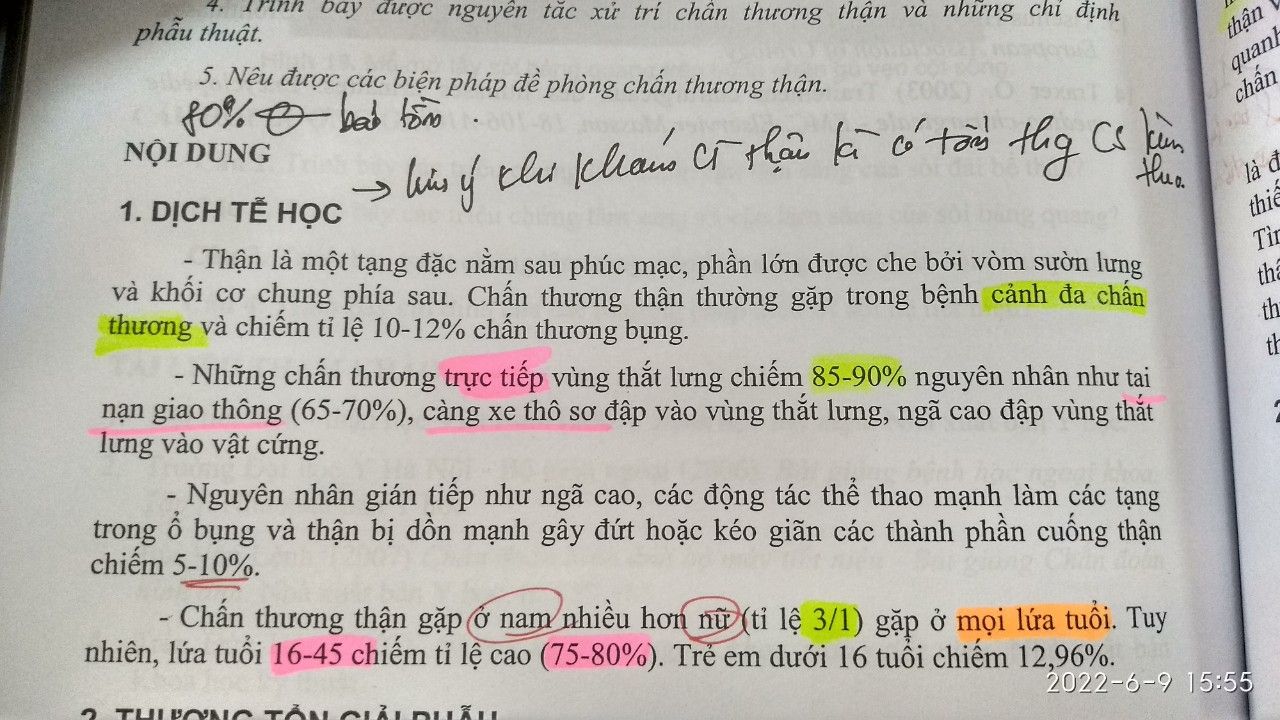 4. Trình bày được nguyên tắc xử trí chấn thương thận và những chỉ định
phẫu thuật.
5. Nêu được các biện pháp đề phòng chấn thương thận.
80% bảo tồn
NỘI DUNG
→ lưu ý khi khám CT thận có tổn thg CS
1. DỊCH TỄ HỌC
- Thận là một tạng đặc nằm sau phúc mạc, phần lớn được che bởi vòm sườn lưng
và khối cơ chung phía sau. Chấn thương thận thường gặp trong bệnh cảnh đa chấn
thương và chiếm tỉ lệ 10-12% chấn thương bụng.
- Những chấn thương trực tiếp vùng thắt lưng chiếm 85-90% nguyên nhân như tai
nạn giao thông (65-70%), càng xe thô sơ đập vào vùng thắt lưng, ngã cao đập vùng thắt
lưng vào vật cứng.
- Nguyên nhân gián tiếp như ngã cao, các động tác thể thao mạnh làm các tạng
trong ổ bụng và thận bị dồn mạnh gây đứt hoặc kéo giãn các thành phần cuống thận
chiếm 5-10%.
- Chấn thương thận gặp ở nam nhiều hơn nữ (tỉ lệ 3/1) gặp ở mọi lứa tuổi. Tuy
nhiên, lứa tuổi 16-45 chiếm tỉ lệ cao (75-80%). Trẻ em dưới 16 tuổi chiếm 12,96%.
2. THƯƠNG TỔN GIẢI PHẪU
thận
quanh
chấn
là
2022-6-9 15:55